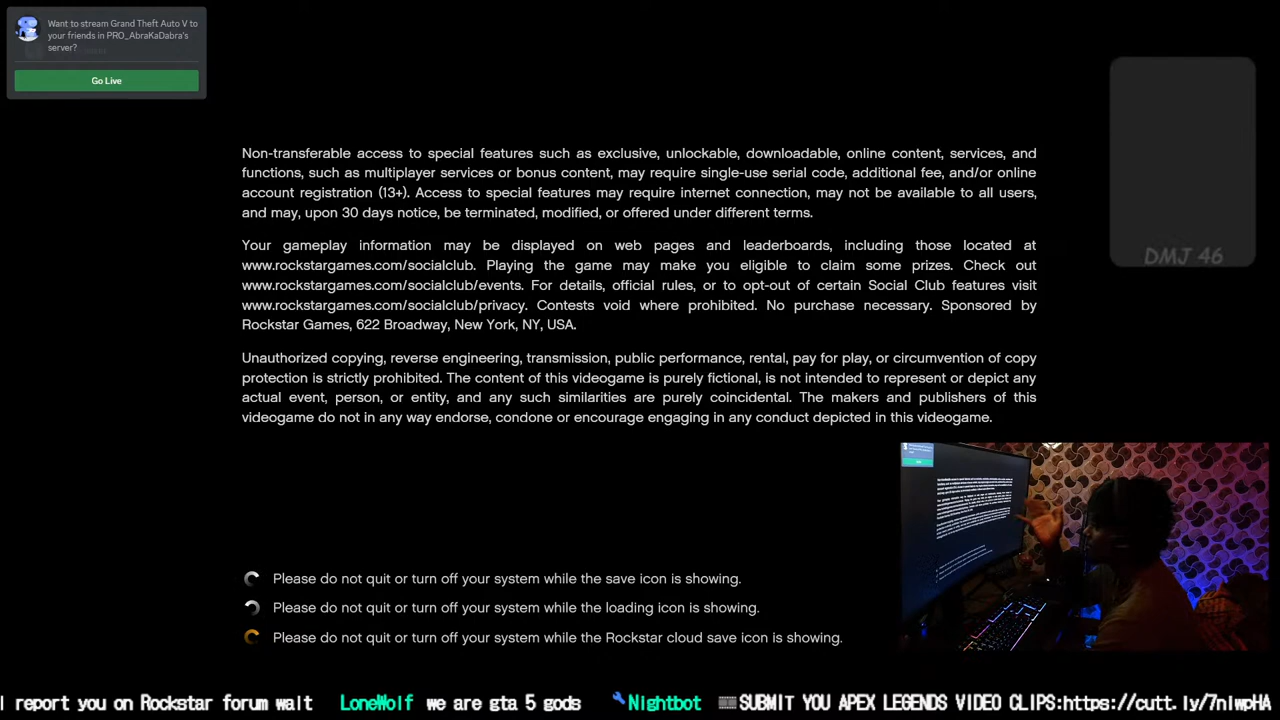 Want to stream Grand Theft Auto V to
your friends in PRO_AbraKaDabra's
server?
Go Live
DMJ 46
Non-transferable access to special features such as exclusive, unlockable, downloadable, online content, services, and
functions, such as multiplayer services or bonus content, may require single-use serial code, additional fee, and/or online
account registration (13+). Access to special features may require internet connection, may not be available to all users,
and may, upon 30 days notice, be terminated, modified, or offered under different terms.
Your gameplay information may be displayed on web pages and leaderboards, including those located at
www.rockstargames.com/socialclub. Playing the game may make you eligible to claim some prizes. Check out
www.rockstargames.com/socialclub/events. For details, official rules, or to opt-out of certain Social Club features visit
www.rockstargames.com/socialclub/privacy. Contests void where prohibited. No purchase necessary. Sponsored by
Rockstar Games, 622 Broadway, New York, NY, USA.
Unauthorized copying, reverse engineering, transmission, public performance, rental, pay for play, or circumvention of copy
protection is strictly prohibited. The content of this videogame is purely fictional, is not intended to represent or depict any
actual event, person, or entity, and any such similarities are purely coincidental. The makers and publishers of this
videogame do not in any way endorse, condone or encourage engaging in any conduct depicted in this videogame.
Please do not quit or turn off your system while the save icon is showing.
Please do not quit or turn off your system while the loading icon is showing.
Please do not quit or turn off your system while the Rockstar cloud save icon is showing.
I report you on Rockstar forum wait LoneWolf we are gta 5 gods Nightbot SUBMIT YOU APEX LEGENDS VIDEO CLIPS:https://cutt.ly/7nIwpHA